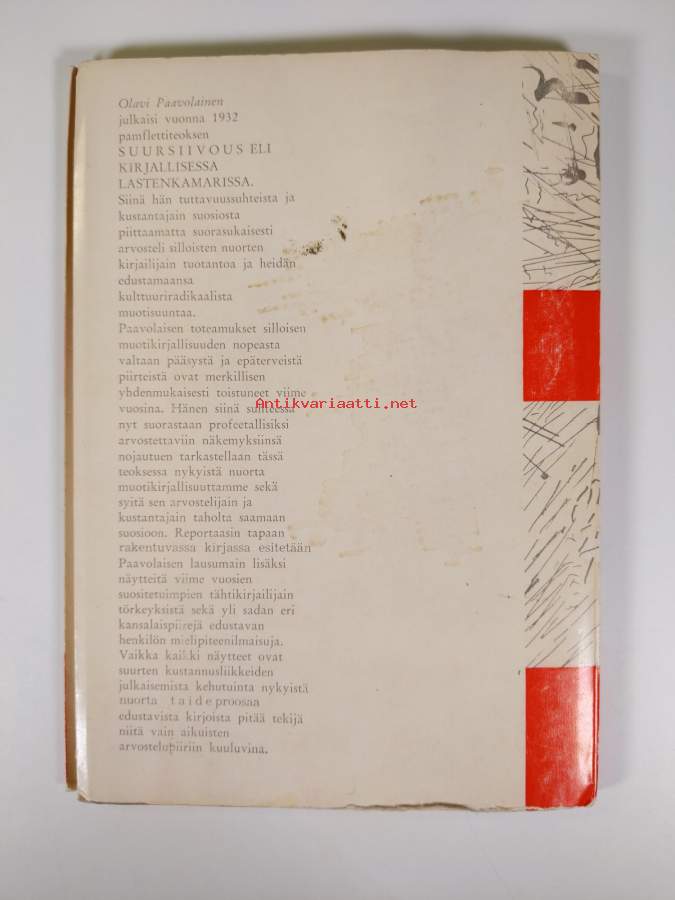 Olavi Paavolainen
julkaisi vuonna 1932
pamflettiteoksen
SUURSIIVOUS ELI
KIRJALLISESSA
LASTENKAMARISSA.
Siinä hän tuttavuussuhteista ja
kustantajain suosiosta
piittaamatta suorasukaisesti
arvosteli silloisten nuorten
kirjailijain tuotantoa ja heidän
edustamaansa
kulttuuriradikaalista
muotisuuntaa.
Paavolaisen toteamukset silloisen
muotikirjallisuuden nopeasta
valtaan pääsystä ja epäterveistä
piirteistä ovat merkillisen
yhdenmukaisesti toistuneet viime
vuosina. Hänen siinä suhteessa
Antikvariaatti.net
nyt suorastaan profeetallisiksi
arvostettaviin näkemyksiinsä
nojautuen tarkastellaan tässä
teoksessa nykyistä nuorta
muotikirjallisuuttamme sekä
syitä sen arvostelijain ja
kustantajain taholta saamaan
suosioon. Reportaasin tapaan
rakentuvassa kirjassa esitetään
Paavolaisen lausumain lisäksi
näytteitä viime vuosien
suosituimpien tähtikirjailijain
törkeyksistä sekä yli sadan eri
kansalaispiirejä edustavan
henkilön mielipiteenilmaisuja.
Vaikka kaikki näytteet ovat
suurten kustannusliikkeiden
julkaisemista kehutuinta nykyistä
nuorta taideproosaa
edustavista kirjoista pitää tekijä
niitä vain aikuisten
arvostelupiiriin kuuluvina.